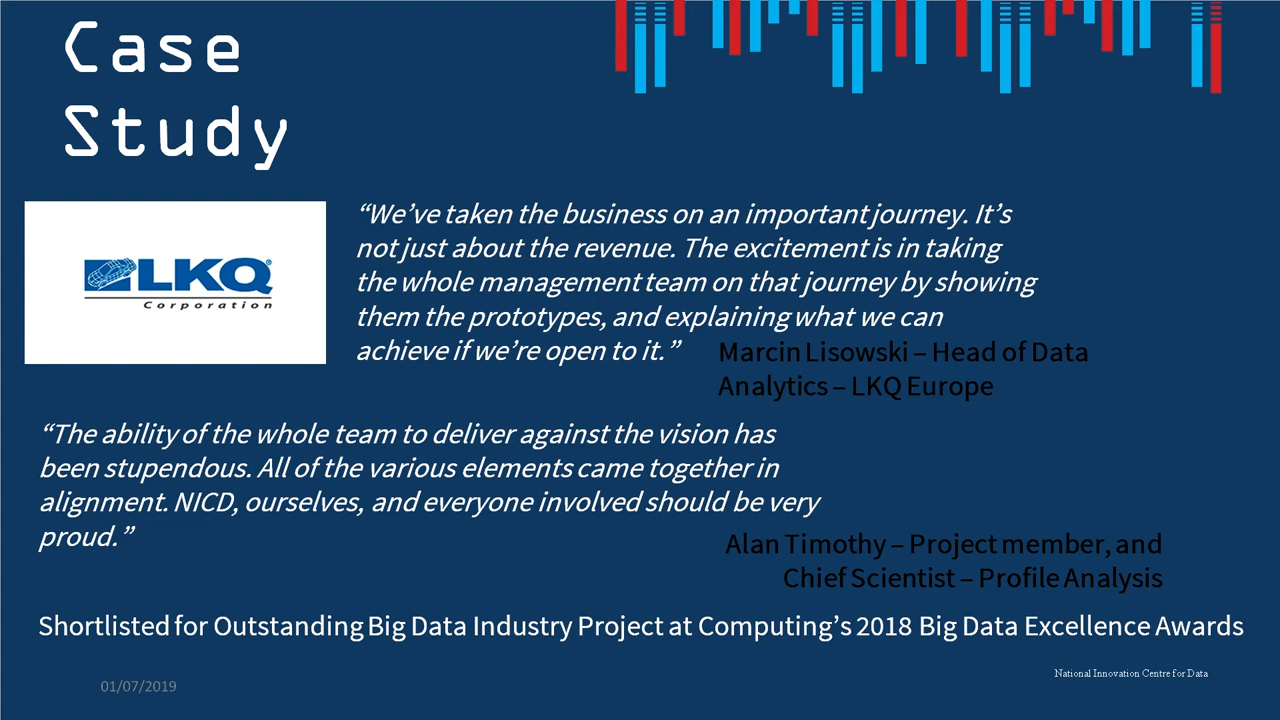 Case
Study
LKQ®
Corporation
“We’ve taken the business on an important journey. It’s
not just about the revenue. The excitement is in taking
the whole management team on that journey by showing
them the prototypes, and explaining what we can
achieve if we’re open to it.”
Marcin Lisowski – Head of Data
Analytics – LKQ Europe
“The ability of the whole team to deliver against the vision has
been stupendous. All of the various elements came together in
alignment. NICD, ourselves, and everyone involved should be very
proud.”
Alan Timothy – Project member, and
Chief Scientist – Profile Analysis
Shortlisted for Outstanding Big Data Industry Project at Computing’s 2018 Big Data Excellence Awards
01/07/2019
National Innovation Centre for Data